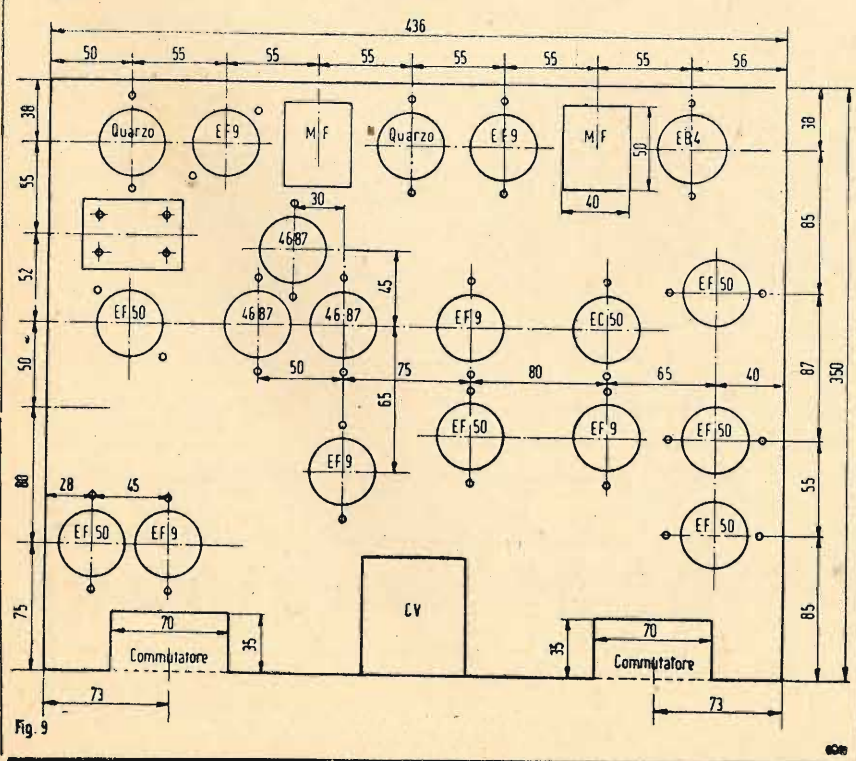 436
50 55 55 55 55 55 55 56
38 Quarzo EF9 MF Quarzo EF9 MF 50 EB4 38
55 30 40 85
4687
52 45 EF50
EF50 4687 4687 EF9 EC50
50 50 75 80 65 40 87 350
65
EF50 EF9 EF50
EF9
80 28 45 55
EF50 EF9 EF50
75 CV 85
70 35 35 70
Commutatore Commutatore
73 73
Fig. 9